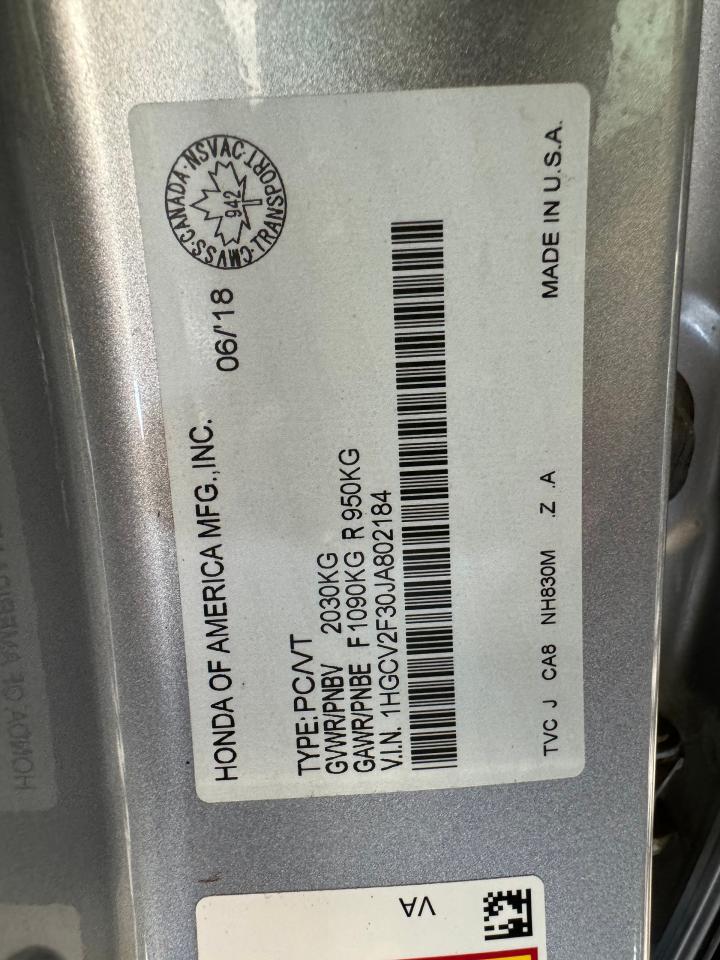 HONDA OF AMERICA MFG.,INC. 06/'18
CMVSS·CANADA·NSVAC·TRANSPORT·
942
TYPE: PC/VT
GVWR/PNBV 2030KG
GAWR/PNBE F 1090KG R 950KG
V.I.N. 1HGCV2F30JA802184
TVC J CA8 NH830M .Z .A MADE IN U.S.A.
VA